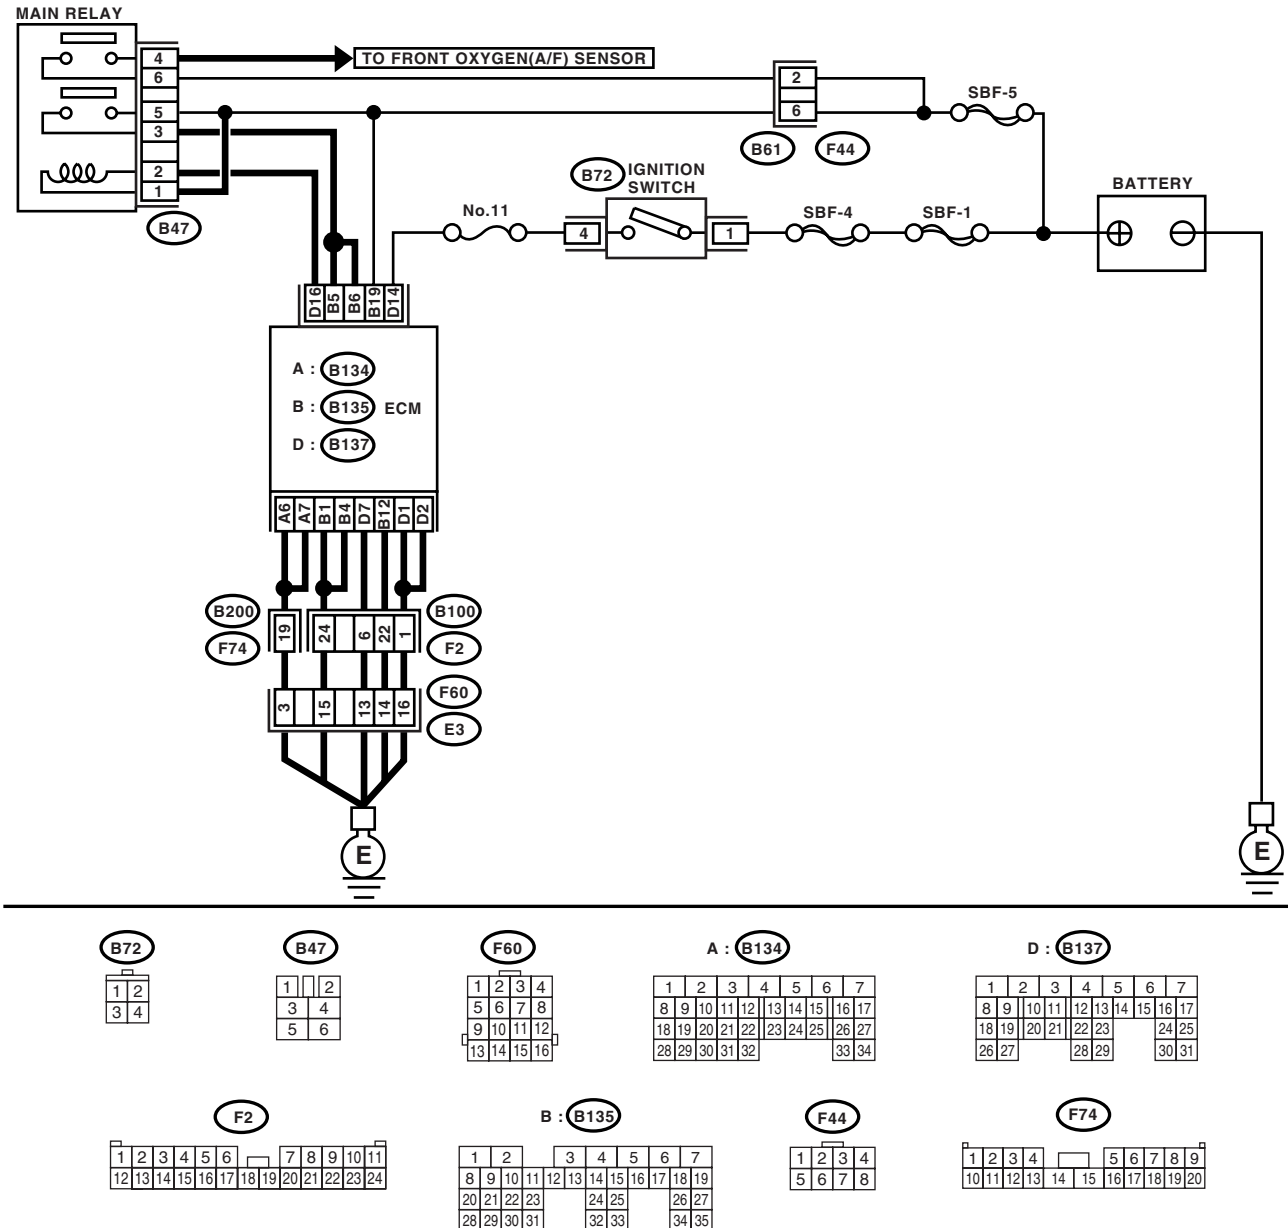 MAIN RELAY
4
TO FRONT OXYGEN(A/F) SENSOR
6
2
SBF-5
5
6
3
B61
F44
2
B72
IGNITION
SWITCH
BATTERY
1
B47
No.11
4
1
SBF-4
SBF-1
D16
B5
B6
B19
D14
A : B134
B : B135 ECM
D : B137
A6
A7
B1
B4
D7
B12
D1
D2
B200
19
24
6
22
1
B100
F74
F2
3
15
13
14
16
F60
E3
E
E
B72
B47
F60
A : B134
D : B137
1 2
3 4
1 2
3 4
5 6
1 2 3 4
5 6 7 8
9 10 11 12
13 14 15 16
1 2 3 4 5 6 7
8 9 10 11 12 13 14 15 16 17
18 19 20 21 22 23 24 25 26 27
28 29 30 31 32 33 34
1 2 3 4 5 6 7
8 9 10 11 12 13 14 15 16 17
18 19 20 21 22 23 24 25
26 27 28 29 30 31
F2
B : B135
F44
F74
1 2 3 4 5 6 7 8 9 10 11
12 13 14 15 16 17 18 19 20 21 22 23 24
1 2 3 4 5 6 7
8 9 10 11 12 13 14 15 16 17 18 19
20 21 22 23 24 25 26 27
28 29 30 31 32 33 34 35
1 2 3 4
5 6 7 8
1 2 3 4 5 6 7 8 9
10 11 12 13 14 15 16 17 18 19 20